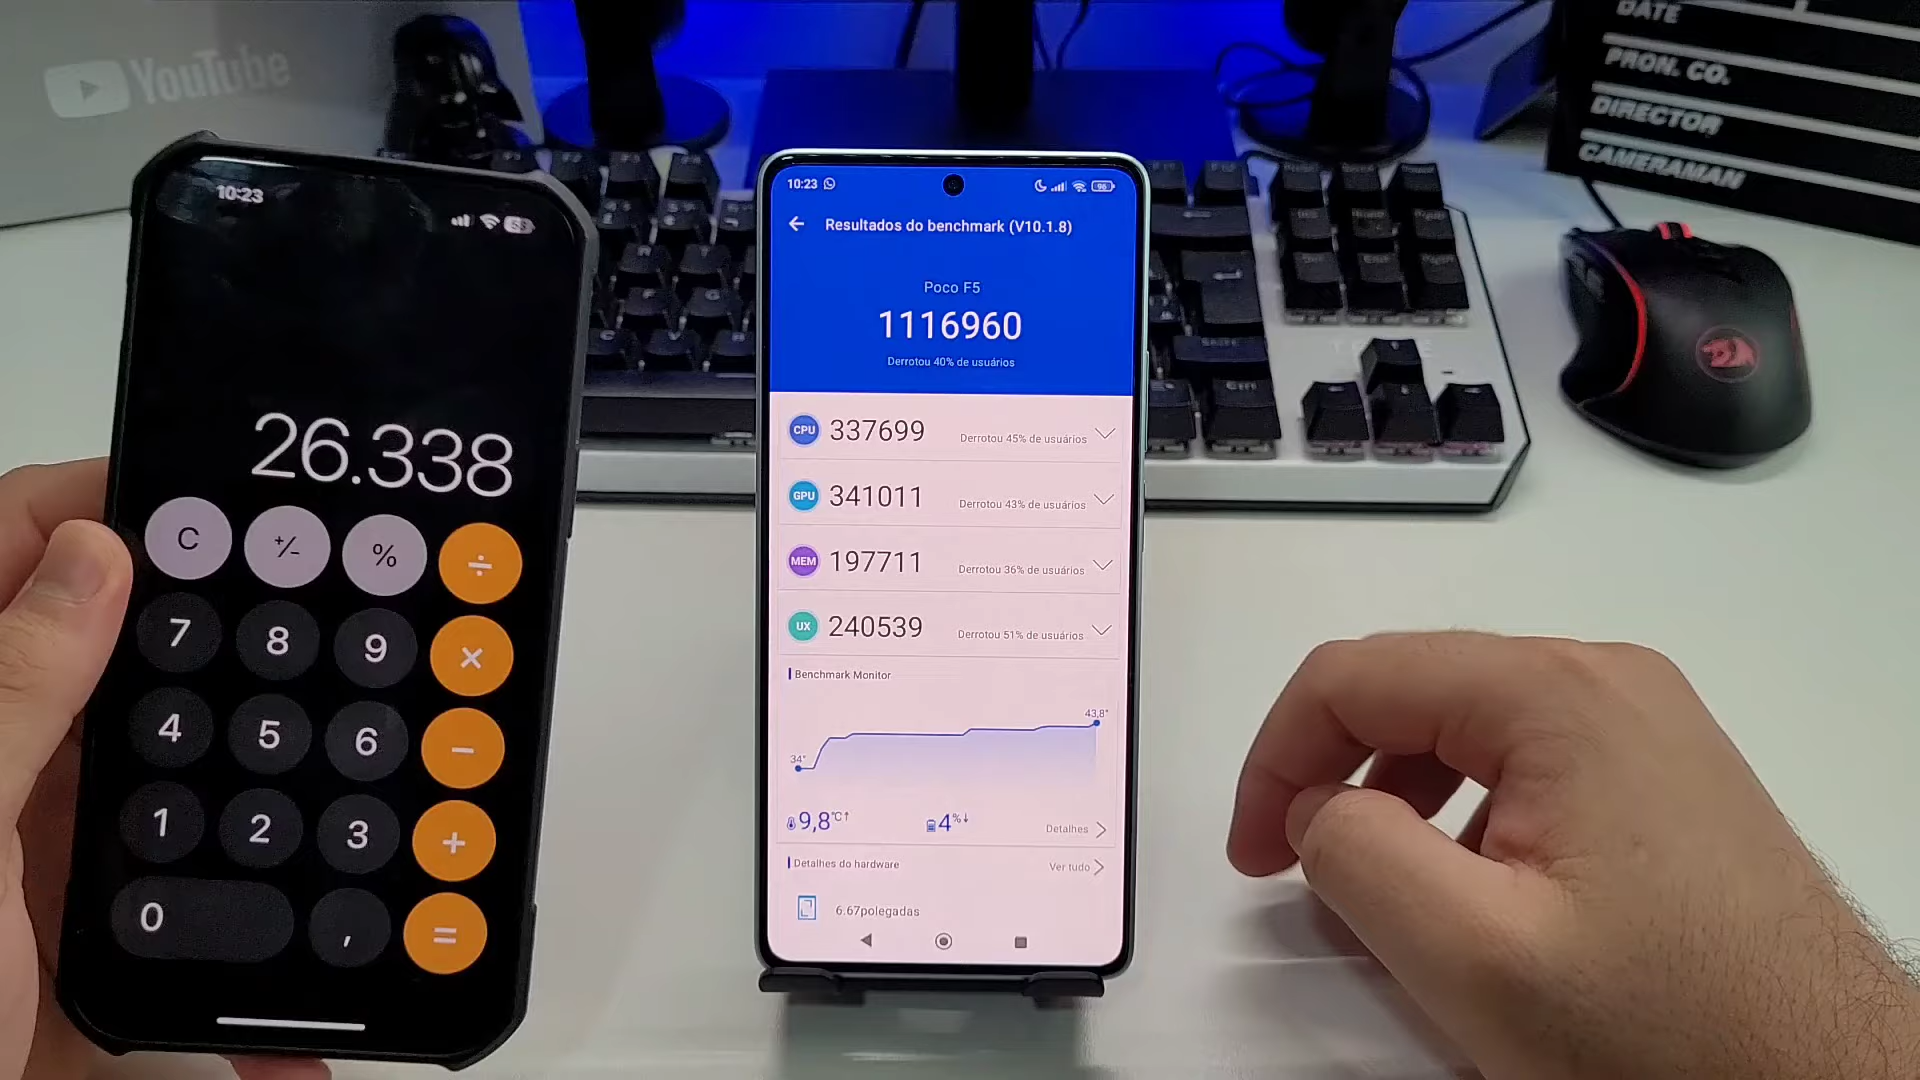 YouTube
DATE
PROD. CO.
DIRECTOR
CAMERAMAN
10:23
53
26.338
C
+/-
%
÷
7
8
9
×
4
5
6
−
1
2
3
+
0
,
=
10:23
96
Resultados do benchmark (V10.1.8)
Poco F5
1116960
Derrotou 40% de usuários
CPU 337699 Derrotou 45% de usuários
GPU 341011 Derrotou 43% de usuários
MEM 197711 Derrotou 36% de usuários
UX 240539 Derrotou 51% de usuários
Benchmark Monitor
43.8°
34°
9,8°C↑ 4%↓ Detalhes
Detalhes do hardware Ver tudo
6.67polegadas